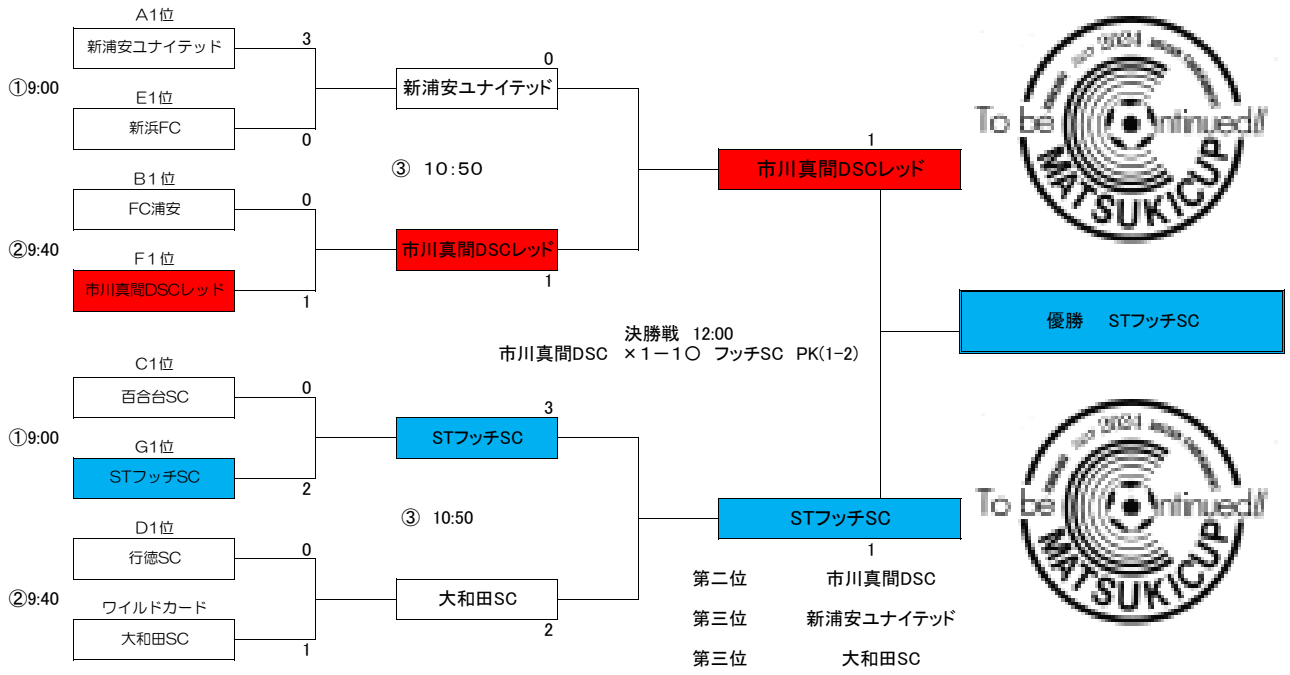 A1位
新浦安ユナイテッド
3
①9:00
E1位
新浜FC
0
B1位
FC浦安
0
②9:40
F1位
市川真間DSCレッド
1
C1位
百合台SC
0
①9:00
G1位
STフッチSC
2
D1位
行徳SC
0
②9:40
ワイルドカード
大和田SC
1
0
新浦安ユナイテッド
③ 10:50
市川真間DSCレッド
1
3
STフッチSC
③ 10:50
大和田SC
2
1
市川真間DSCレッド
決勝戦 12:00
市川真間DSC ×1－1○ フッチSC PK(1-2)
STフッチSC
1
優勝 STフッチSC
第二位 市川真間DSC
第三位 新浦安ユナイテッド
第三位 大和田SC
2024
To be ntinued!!
MATSUKICUP
2024
To be ntinued!!
MATSUKICUP